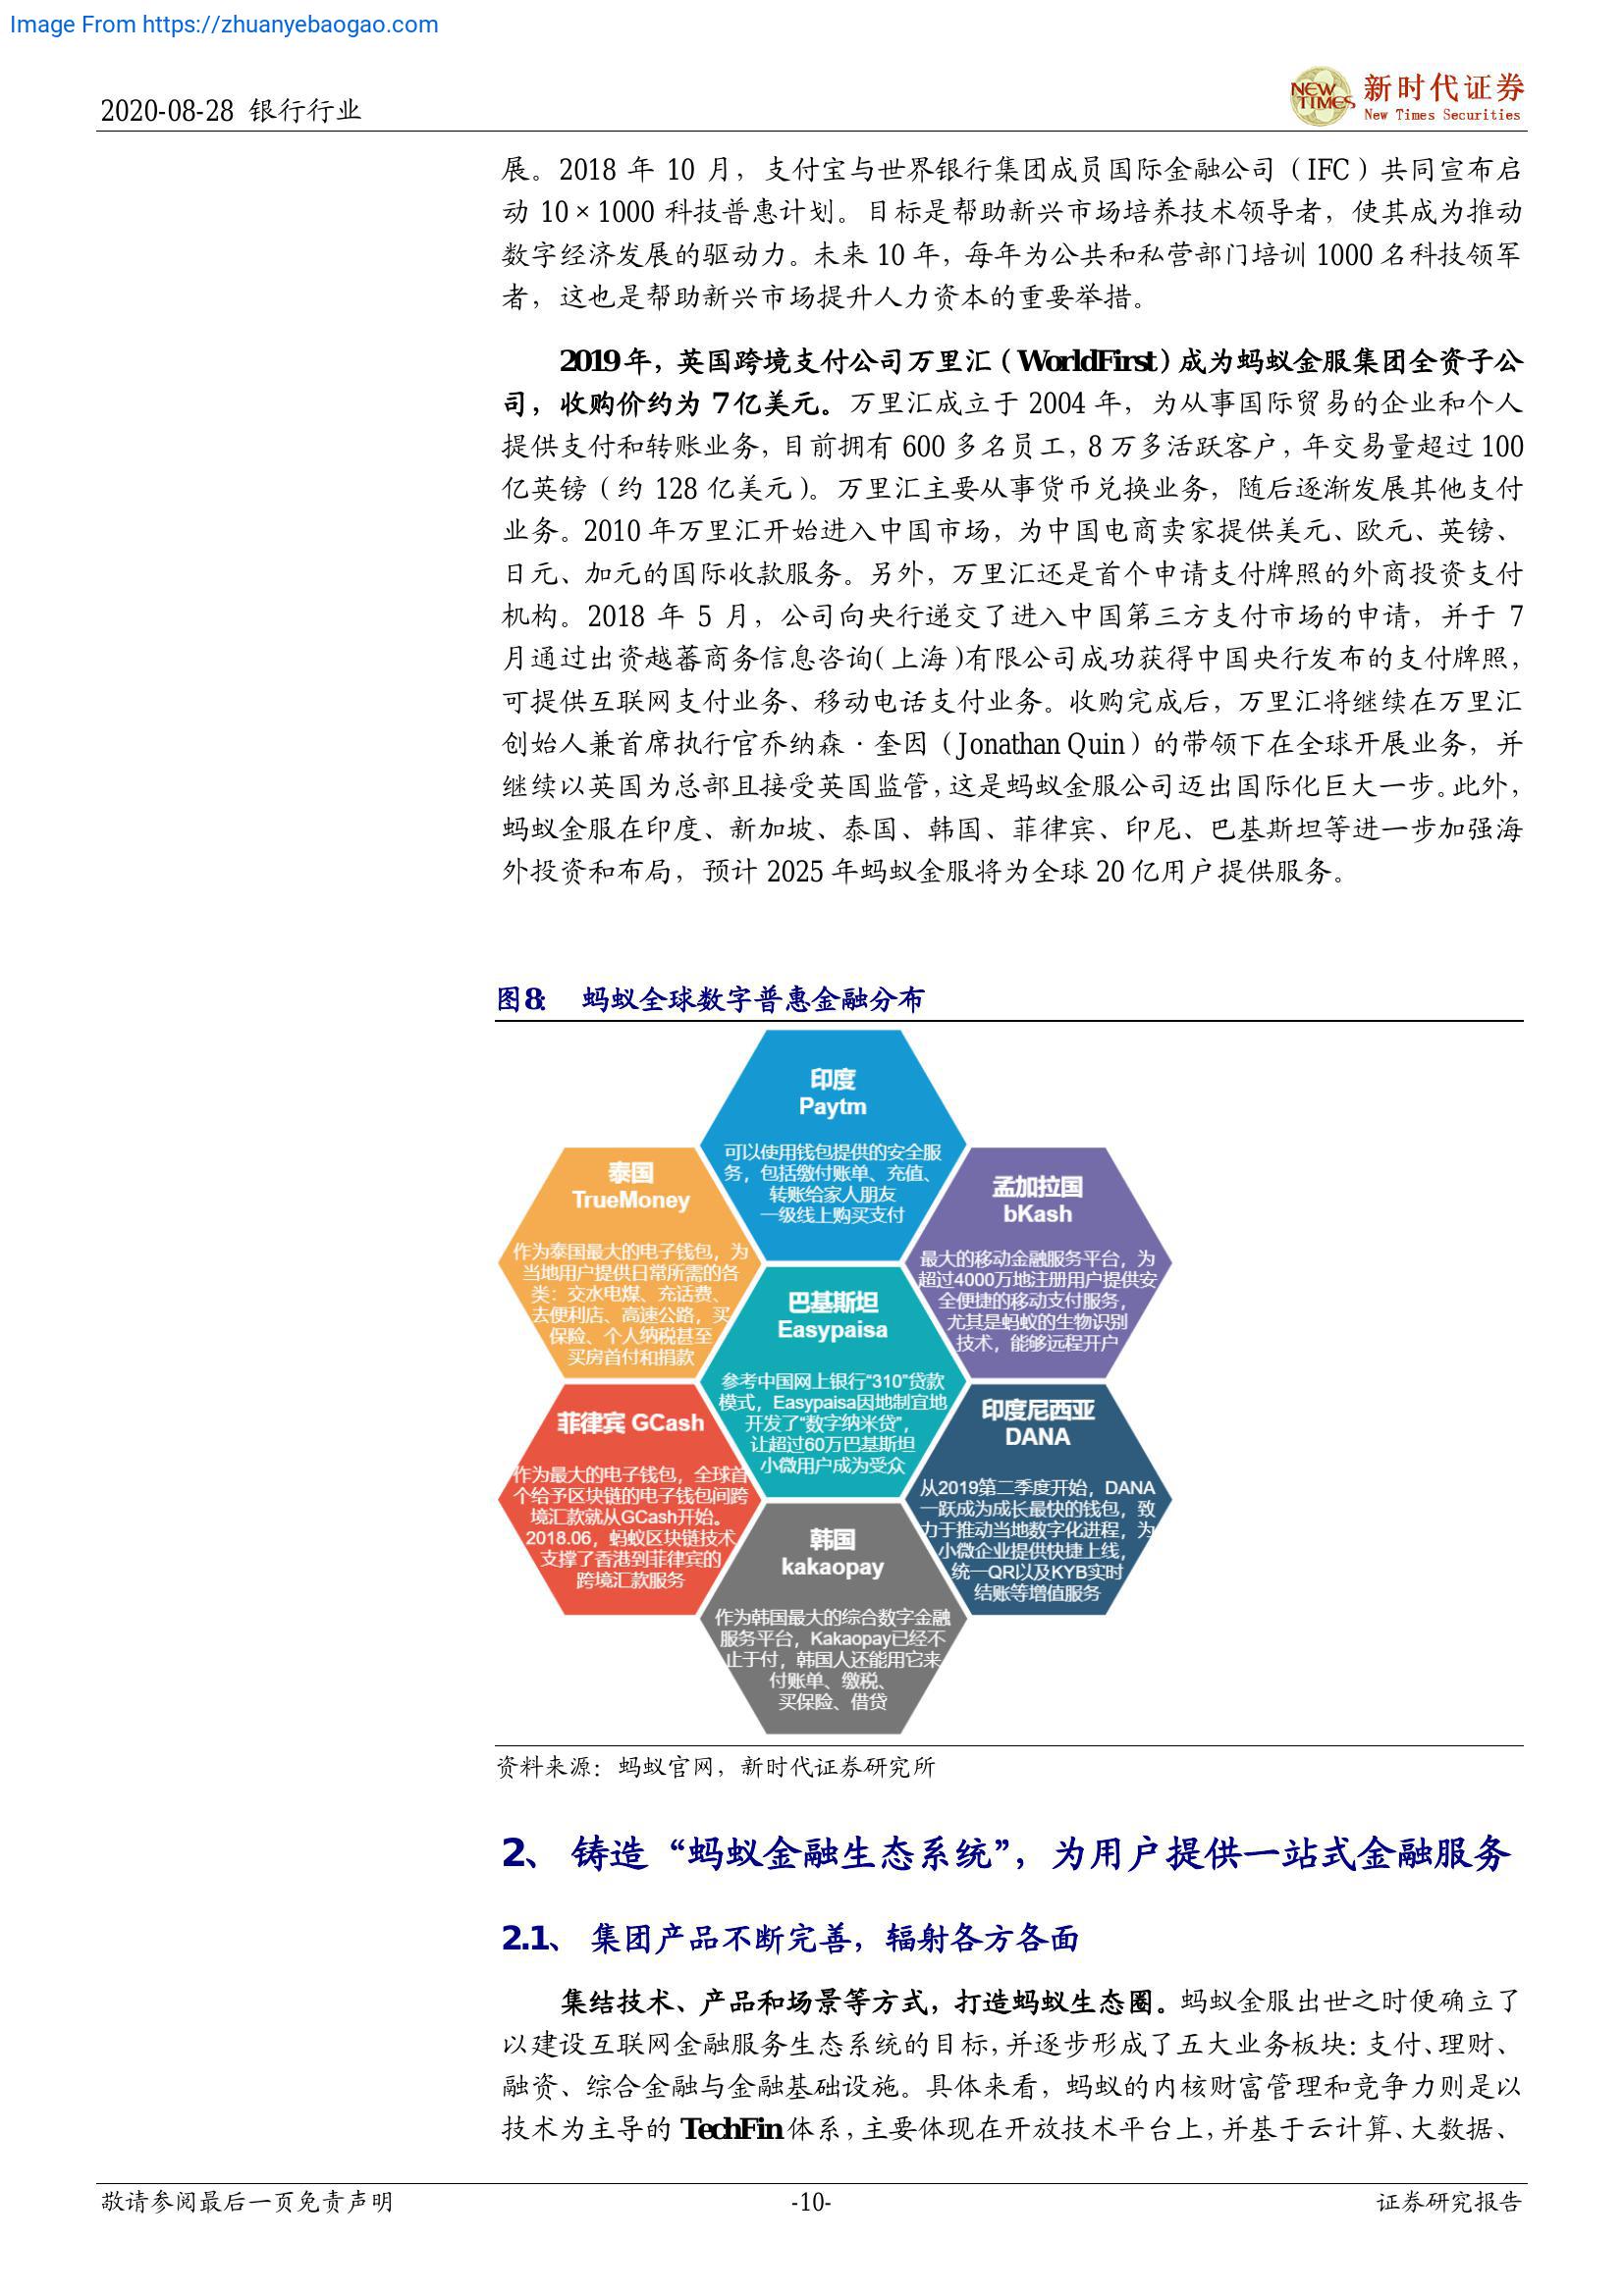 Image From https://zhuanyebaogao.com
2020-08-28 银行行业
NEW TIMES
新时代证券
New Times Securities
展。2018 年 10 月，支付宝与世界银行集团成员国际金融公司（IFC）共同宣布启
动 10×1000 科技普惠计划。目标是帮助新兴市场培养技术领导者，使其成为推动
数字经济发展的驱动力。未来 10 年，每年为公共和私营部门培训 1000 名科技领军
者，这也是帮助新兴市场提升人力资本的重要举措。
2019年，英国跨境支付公司万里汇（WorldFirst）成为蚂蚁金服集团全资子公
司，收购价约为 7亿美元。万里汇成立于 2004 年，为从事国际贸易的企业和个人
提供支付和转账业务，目前拥有 600 多名员工，8 万多活跃客户，年交易量超过 100
亿英镑（约 128 亿美元）。万里汇主要从事货币兑换业务，随后逐渐发展其他支付
业务。2010 年万里汇开始进入中国市场，为中国电商卖家提供美元、欧元、英镑、
日元、加元的国际收款服务。另外，万里汇还是首个申请支付牌照的外商投资支付
机构。2018 年 5 月，公司向央行递交了进入中国第三方支付市场的申请，并于 7
月通过出资越蕃商务信息咨询(上海)有限公司成功获得中国央行发布的支付牌照，
可提供互联网支付业务、移动电话支付业务。收购完成后，万里汇将继续在万里汇
创始人兼首席执行官乔纳森·奎因（Jonathan Quin）的带领下在全球开展业务，并
继续以英国为总部且接受英国监管，这是蚂蚁金服公司迈出国际化巨大一步。此外，
蚂蚁金服在印度、新加坡、泰国、韩国、菲律宾、印尼、巴基斯坦等进一步加强海
外投资和布局，预计 2025 年蚂蚁金服将为全球 20 亿用户提供服务。
图8： 蚂蚁全球数字普惠金融分布
印度
Paytm
可以使用钱包提供的安全服
务，包括缴付账单、充值、
转账给家人朋友
一级线上购买支付
泰国
TrueMoney
作为泰国最大的电子钱包，为
当地用户提供日常所需的各
类：交水电煤、充话费、
去便利店、高速公路，买
保险、个人纳税甚至
买房首付和捐款
孟加拉国
bKash
最大的移动金融服务平台，为
超过4000万地注册用户提供安
全便捷的移动支付服务，
尤其是蚂蚁的生物识别
技术，能够远程开户
巴基斯坦
Easypaisa
参考中国网上银行“310”贷款
模式，Easypaisa因地制宜地
开发了“数字纳米贷”，
让超过60万巴基斯坦
小微用户成为受众
菲律宾 GCash
作为最大的电子钱包，全球首
个给予区块链的电子钱包间跨
境汇款就从GCash开始。
2018.06，蚂蚁区块链技术
支撑了香港到菲律宾的
跨境汇款服务
印度尼西亚
DANA
从2019第二季度开始，DANA
一跃成为成长最快的钱包，致
力于推动当地数字化进程，为
小微企业提供快捷上线，
统一QR以及KYB实时
结账等增值服务
韩国
kakaopay
作为韩国最大的综合数字金融
服务平台，Kakaopay已经不
止于付，韩国人还能用它来
付账单、缴税、
买保险、借贷
资料来源：蚂蚁官网，新时代证券研究所
2、 铸造“蚂蚁金融生态系统”，为用户提供一站式金融服务
2.1、 集团产品不断完善，辐射各方各面
集结技术、产品和场景等方式，打造蚂蚁生态圈。蚂蚁金服出世之时便确立了
以建设互联网金融服务生态系统的目标，并逐步形成了五大业务板块：支付、理财、
融资、综合金融与金融基础设施。具体来看，蚂蚁的内核财富管理和竞争力则是以
技术为主导的 TechFin体系，主要体现在开放技术平台上，并基于云计算、大数据、
敬请参阅最后一页免责声明
-10-
证券研究报告